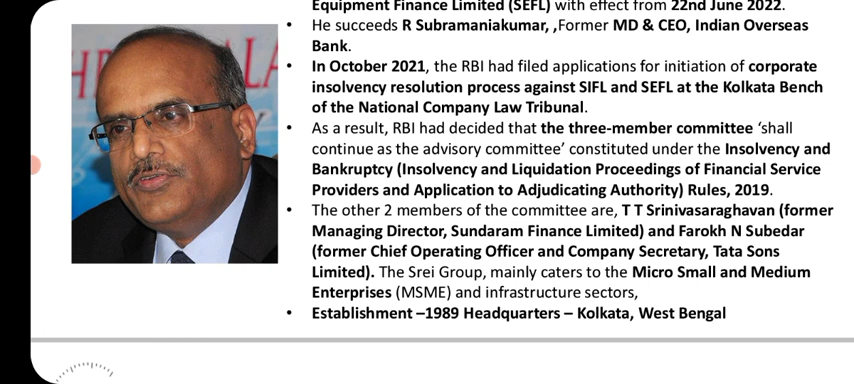 Equipment Finance Limited (SEFL) with effect from 22nd June 2022.
• He succeeds R Subramaniakumar, ,Former MD & CEO, Indian Overseas
Bank.
• In October 2021, the RBI had filed applications for initiation of corporate
insolvency resolution process against SIFL and SEFL at the Kolkata Bench
of the National Company Law Tribunal.
• As a result, RBI had decided that the three-member committee ‘shall
continue as the advisory committee’ constituted under the Insolvency and
Bankruptcy (Insolvency and Liquidation Proceedings of Financial Service
Providers and Application to Adjudicating Authority) Rules, 2019.
• The other 2 members of the committee are, T T Srinivasaraghavan (former
Managing Director, Sundaram Finance Limited) and Farokh N Subedar
(former Chief Operating Officer and Company Secretary, Tata Sons
Limited). The Srei Group, mainly caters to the Micro Small and Medium
Enterprises (MSME) and infrastructure sectors,
• Establishment –1989 Headquarters – Kolkata, West Bengal